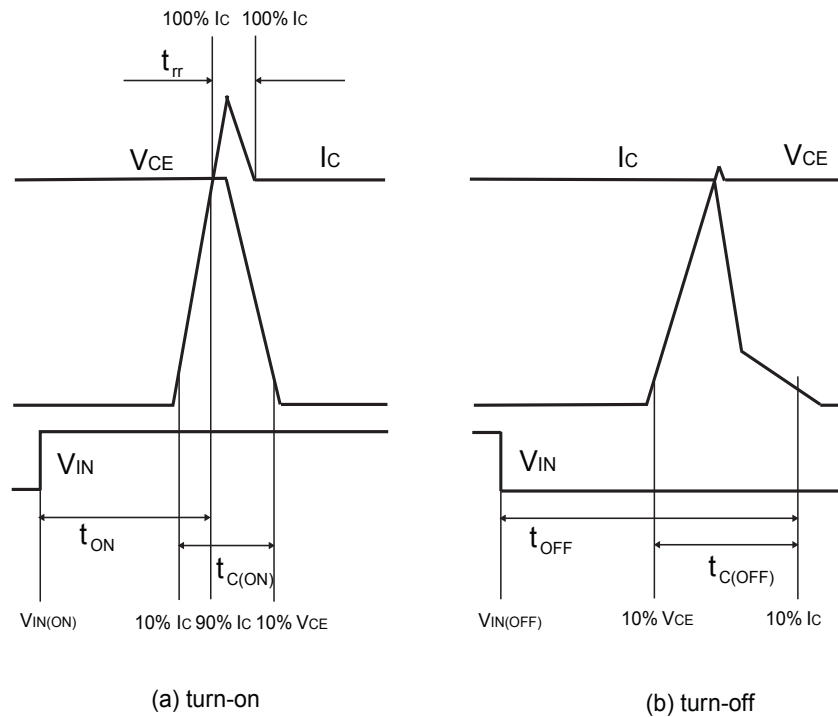 100% IC 100% IC
trr
VCE IC
VIN
tON
tC(ON)
VIN(ON)
10% IC 90% IC 10% VCE
(a) turn-on
IC VCE
VIN
tOFF
tC(OFF)
VIN(OFF)
10% VCE 10% IC
(b) turn-off